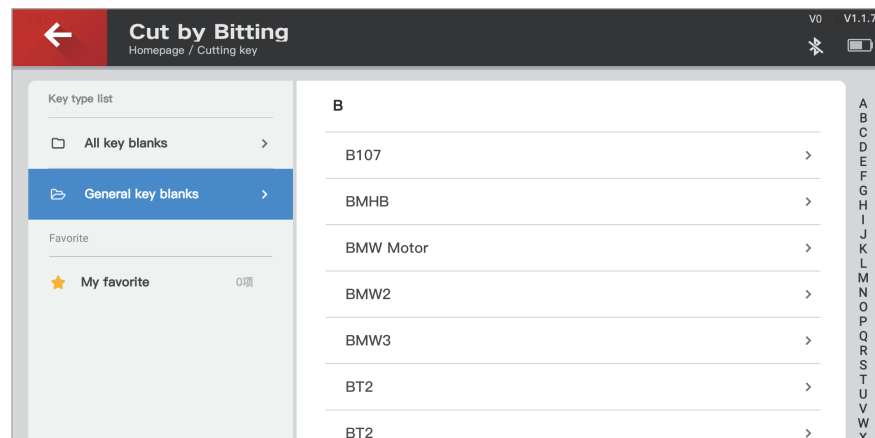 Cut by Bitting
Homepage / Cutting key
V0 V1.1.7
Key type list
All key blanks
General key blanks
Favorite
My favorite 0项
B
B107
BMHB
BMW Motor
BMW2
BMW3
BT2
BT2
A
B
C
D
E
F
G
H
I
J
K
L
M
N
O
P
Q
R
S
T
U
V
W
X